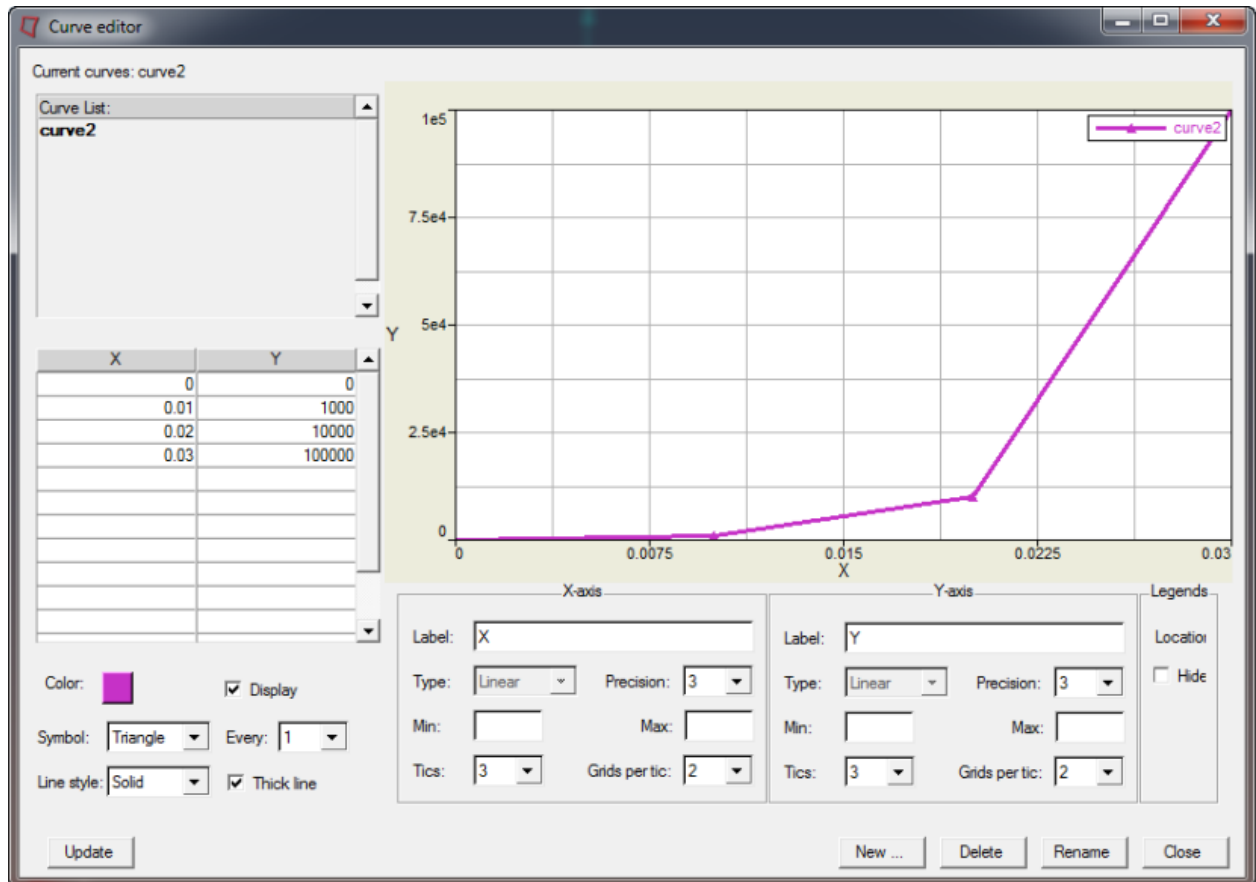 Curve editor
Current curves: curve2
Curve List:
curve2
X Y
0 0
0.01 1000
0.02 10000
0.03 100000
Color:
Display
Symbol: Triangle Every: 1
Line style: Solid Thick line
Update
curve2
1e5
7.5e4
5e4
2.5e4
0
Y
0 0.0075 0.015 0.0225 0.03
X
X-axis
Label: X
Type: Linear Precision: 3
Min: Max:
Tics: 3 Grids per tic: 2
Y-axis
Label: Y
Type: Linear Precision: 3
Min: Max:
Tics: 3 Grids per tic: 2
Legends
Location
Hide
New ... Delete Rename Close